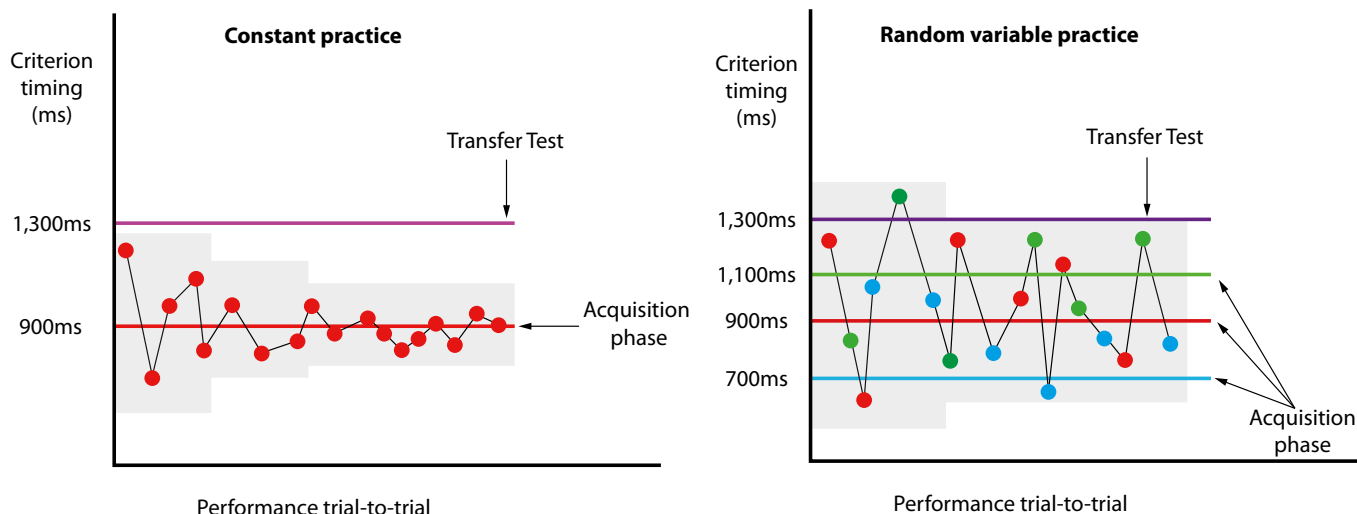 Constant practice
Criterion
timing
(ms)
Transfer Test
1,300ms
900ms
Acquisition
phase
Performance trial-to-trial
Random variable practice
Criterion
timing
(ms)
Transfer Test
1,300ms
1,100ms
900ms
700ms
Acquisition
phase
Performance trial-to-trial